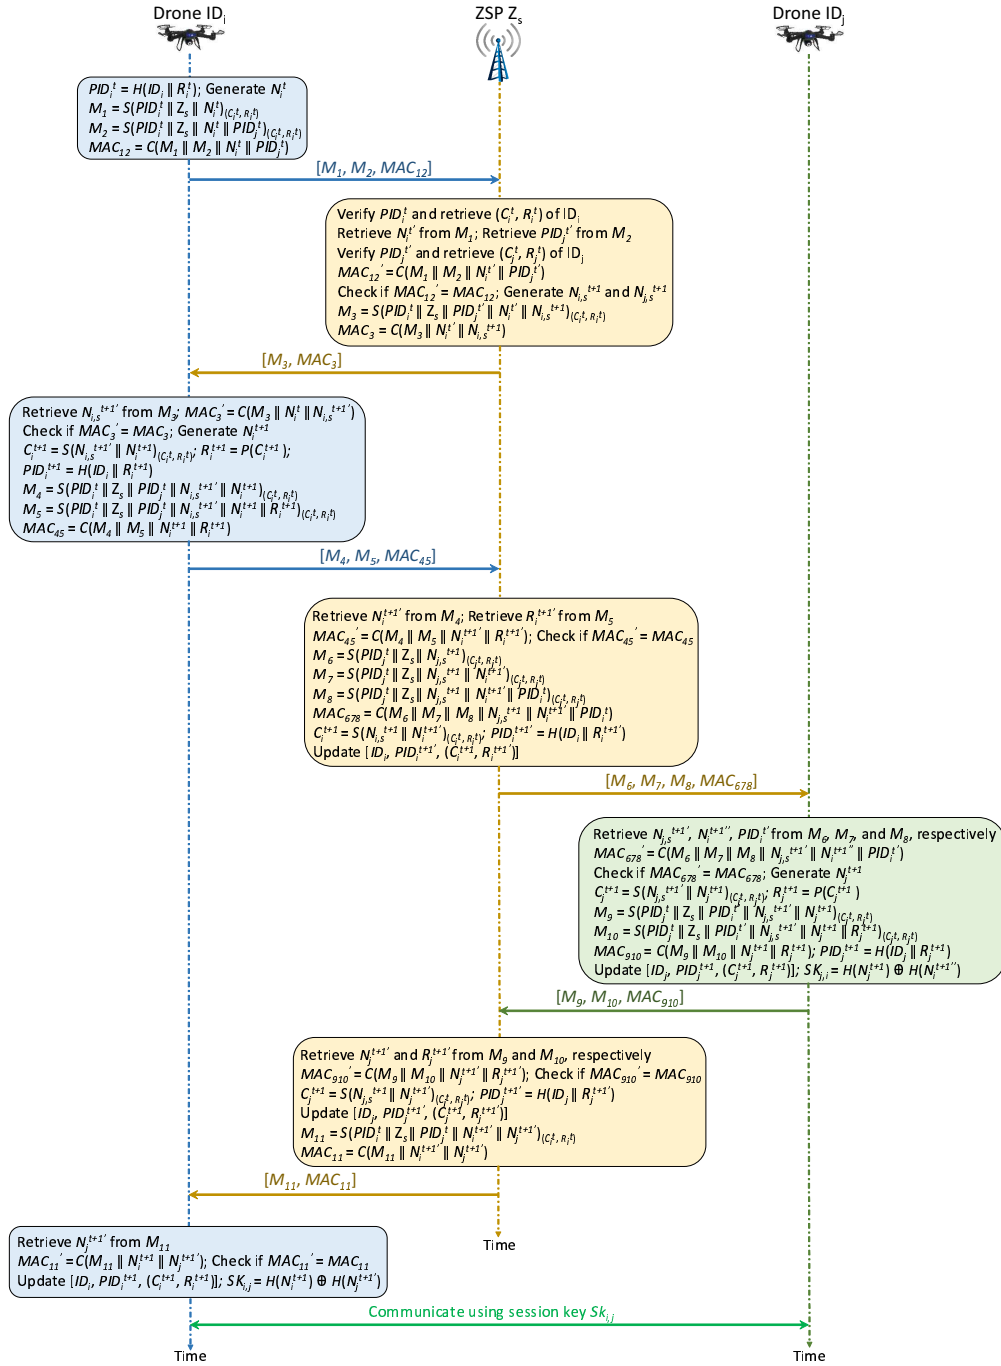 Drone IDᵢ
ZSP Zₛ
Drone IDⱼ
PIDᵢᵗ = H(IDᵢ ‖ Rᵢᵗ); Generate Nᵢᵗ
M₁ = S(PIDᵢᵗ ‖ Zₛ ‖ Nᵢᵗ)_(Cᵢᵗ, Rᵢᵗ)
M₂ = S(PIDᵢᵗ ‖ Zₛ ‖ Nᵢᵗ ‖ PIDⱼᵗ)_(Cᵢᵗ, Rᵢᵗ)
MAC₁₂ = C(M₁ ‖ M₂ ‖ Nᵢᵗ ‖ PIDⱼᵗ)
[M₁, M₂, MAC₁₂]
Verify PIDᵢᵗ and retrieve (Cᵢᵗ, Rᵢᵗ) of IDᵢ
Retrieve Nᵢᵗ' from M₁; Retrieve PIDⱼᵗ' from M₂
Verify PIDⱼᵗ' and retrieve (Cⱼᵗ, Rⱼᵗ) of IDⱼ
MAC₁₂' = C(M₁ ‖ M₂ ‖ Nᵢᵗ' ‖ PIDⱼᵗ')
Check if MAC₁₂' = MAC₁₂; Generate Nᵢ,ₛᵗ⁺¹ and Nⱼ,ₛᵗ⁺¹
M₃ = S(PIDᵢᵗ ‖ Zₛ ‖ PIDⱼᵗ' ‖ Nᵢᵗ' ‖ Nᵢ,ₛᵗ⁺¹)_(Cᵢᵗ, Rᵢᵗ)
MAC₃ = C(M₃ ‖ Nᵢᵗ' ‖ Nᵢ,ₛᵗ⁺¹)
[M₃, MAC₃]
Retrieve Nᵢ,ₛᵗ⁺¹' from M₃; MAC₃' = C(M₃ ‖ Nᵢᵗ ‖ Nᵢ,ₛᵗ⁺¹')
Check if MAC₃' = MAC₃; Generate Nᵢᵗ⁺¹
Cᵢᵗ⁺¹ = S(Nᵢ,ₛᵗ⁺¹' ‖ Nᵢᵗ⁺¹)_(Cᵢᵗ, Rᵢᵗ); Rᵢᵗ⁺¹ = P(Cᵢᵗ⁺¹ );
PIDᵢᵗ⁺¹ = H(IDᵢ ‖ Rᵢᵗ⁺¹)
M₄ = S(PIDᵢᵗ ‖ Zₛ ‖ PIDⱼᵗ ‖ Nᵢ,ₛᵗ⁺¹' ‖ Nᵢᵗ⁺¹)_(Cᵢᵗ, Rᵢᵗ)
M₅ = S(PIDᵢᵗ ‖ Zₛ ‖ PIDⱼᵗ ‖ Nᵢ,ₛᵗ⁺¹' ‖ Nᵢᵗ⁺¹ ‖ Rᵢᵗ⁺¹)_(Cᵢᵗ, Rᵢᵗ)
MAC₄₅ = C(M₄ ‖ M₅ ‖ Nᵢᵗ⁺¹ ‖ Rᵢᵗ⁺¹)
[M₄, M₅, MAC₄₅]
Retrieve Nᵢᵗ⁺¹' from M₄; Retrieve Rᵢᵗ⁺¹' from M₅
MAC₄₅' = C(M₄ ‖ M₅ ‖ Nᵢᵗ⁺¹' ‖ Rᵢᵗ⁺¹'); Check if MAC₄₅' = MAC₄₅
M₆ = S(PIDⱼᵗ ‖ Zₛ ‖ Nⱼ,ₛᵗ⁺¹)_(Cⱼᵗ, Rⱼᵗ)
M₇ = S(PIDⱼᵗ ‖ Zₛ ‖ Nⱼ,ₛᵗ⁺¹ ‖ Nᵢᵗ⁺¹')_(Cⱼᵗ, Rⱼᵗ)
M₈ = S(PIDⱼᵗ ‖ Zₛ ‖ Nⱼ,ₛᵗ⁺¹ ‖ Nᵢᵗ⁺¹' ‖ PIDᵢᵗ)_(Cⱼᵗ, Rⱼᵗ)
MAC₆₇₈ = C(M₆ ‖ M₇ ‖ M₈ ‖ Nⱼ,ₛᵗ⁺¹ ‖ Nᵢᵗ⁺¹' ‖ PIDᵢᵗ)
Cᵢᵗ⁺¹ = S(Nᵢ,ₛᵗ⁺¹ ‖ Nᵢᵗ⁺¹')_(Cᵢᵗ, Rᵢᵗ); PIDᵢᵗ⁺¹' = H(IDᵢ ‖ Rᵢᵗ⁺¹')
Update [IDᵢ, PIDᵢᵗ⁺¹', (Cᵢᵗ⁺¹, Rᵢᵗ⁺¹')]
[M₆, M₇, M₈, MAC₆₇₈]
Retrieve Nⱼ,ₛᵗ⁺¹', Nᵢᵗ⁺¹'', PIDᵢᵗ' from M₆, M₇, and M₈, respectively
MAC₆₇₈' = C(M₆ ‖ M₇ ‖ M₈ ‖ Nⱼ,ₛᵗ⁺¹' ‖ Nᵢᵗ⁺¹'' ‖ PIDᵢᵗ')
Check if MAC₆₇₈' = MAC₆₇₈; Generate Nⱼᵗ⁺¹
Cⱼᵗ⁺¹ = S(Nⱼ,ₛᵗ⁺¹' ‖ Nⱼᵗ⁺¹)_(Cⱼᵗ, Rⱼᵗ); Rⱼᵗ⁺¹ = P(Cⱼᵗ⁺¹ )
M₉ = S(PIDⱼᵗ ‖ Zₛ ‖ PIDᵢᵗ' ‖ Nⱼ,ₛᵗ⁺¹' ‖ Nⱼᵗ⁺¹)_(Cⱼᵗ, Rⱼᵗ)
M₁₀ = S(PIDⱼᵗ ‖ Zₛ ‖ PIDᵢᵗ' ‖ Nⱼ,ₛᵗ⁺¹' ‖ Nⱼᵗ⁺¹ ‖ Rⱼᵗ⁺¹)_(Cⱼᵗ, Rⱼᵗ)
MAC₉₁₀ = C(M₉ ‖ M₁₀ ‖ Nⱼᵗ⁺¹ ‖ Rⱼᵗ⁺¹); PIDⱼᵗ⁺¹ = H(IDⱼ ‖ Rⱼᵗ⁺¹)
Update [IDⱼ, PIDⱼᵗ⁺¹, (Cⱼᵗ⁺¹, Rⱼᵗ⁺¹)]; SKⱼ,ᵢ = H(Nⱼᵗ⁺¹) ⊕ H(Nᵢᵗ⁺¹'')
[M₉, M₁₀, MAC₉₁₀]
Retrieve Nⱼᵗ⁺¹' and Rⱼᵗ⁺¹' from M₉ and M₁₀, respectively
MAC₉₁₀' = C(M₉ ‖ M₁₀ ‖ Nⱼᵗ⁺¹' ‖ Rⱼᵗ⁺¹'); Check if MAC₉₁₀' = MAC₉₁₀
Cⱼᵗ⁺¹ = S(Nⱼ,ₛᵗ⁺¹ ‖ Nⱼᵗ⁺¹')_(Cⱼᵗ, Rⱼᵗ); PIDⱼᵗ⁺¹' = H(IDⱼ ‖ Rⱼᵗ⁺¹')
Update [IDⱼ, PIDⱼᵗ⁺¹', (Cⱼᵗ⁺¹, Rⱼᵗ⁺¹')]
M₁₁ = S(PIDᵢᵗ ‖ Zₛ ‖ PIDⱼᵗ ‖ Nᵢᵗ⁺¹' ‖ Nⱼᵗ⁺¹')_(Cᵢᵗ, Rᵢᵗ)
MAC₁₁ = C(M₁₁ ‖ Nᵢᵗ⁺¹' ‖ Nⱼᵗ⁺¹')
[M₁₁, MAC₁₁]
Time
Retrieve Nⱼᵗ⁺¹' from M₁₁
MAC₁₁' = C(M₁₁ ‖ Nᵢᵗ⁺¹ ‖ Nⱼᵗ⁺¹'); Check if MAC₁₁' = MAC₁₁
Update [IDᵢ, PIDᵢᵗ⁺¹, (Cᵢᵗ⁺¹, Rᵢᵗ⁺¹)]; SKᵢ,ⱼ = H(Nᵢᵗ⁺¹) ⊕ H(Nⱼᵗ⁺¹')
Communicate using session key Skᵢ,ⱼ
Time
Time